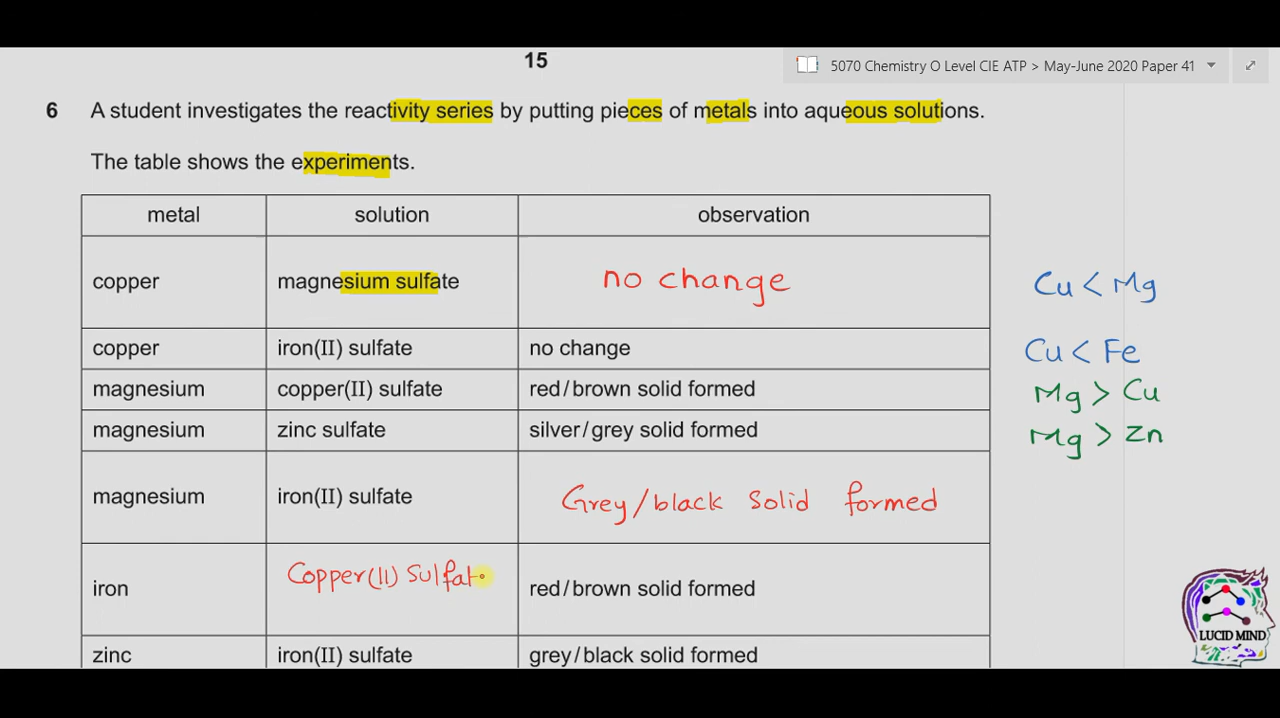 15
5070 Chemistry O Level CIE ATP > May-June 2020 Paper 41
6 A student investigates the reactivity series by putting pieces of metals into aqueous solutions.
The table shows the experiments.
metal solution observation
copper magnesium sulfate no change Cu < Mg
copper iron(II) sulfate no change Cu < Fe
magnesium copper(II) sulfate red/brown solid formed Mg > Cu
magnesium zinc sulfate silver/grey solid formed Mg > Zn
magnesium iron(II) sulfate Grey/black Solid formed
iron Copper(II) Sulfat red/brown solid formed
zinc iron(II) sulfate grey/black solid formed
LUCID MIND